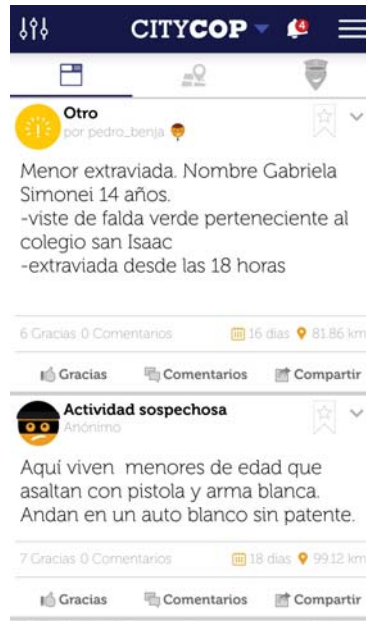 CITYCOP
4
Otro
por pedro_benja
Menor extraviada. Nombre Gabriela
Simonei 14 años.
-viste de falda verde perteneciente al
colegio san Isaac
-extraviada desde las 18 horas
6 Gracias 0 Comentarios 16 dias 81.86 km
Gracias Comentarios Compartir
Actividad sospechosa
Anónimo
Aquí viven menores de edad que
asaltan con pistola y arma blanca.
Andan en un auto blanco sin patente.
7 Gracias 0 Comentarios 18 dias 99.12 km
Gracias Comentarios Compartir